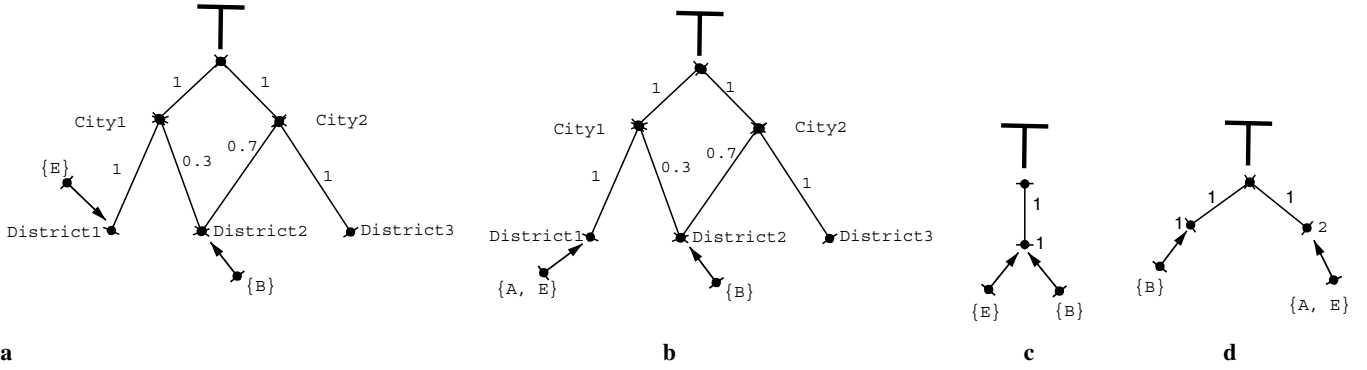 1 1
City1 City2
{E} 1 0.3 0.7 1
District1 District2 District3
{B}
a
1 1
City1 City2
1 0.3 0.7 1
District1 District2 District3
{A, E} {B}
b
1
1
{E} {B}
c
1 1
1 2
{B} {A, E}
d